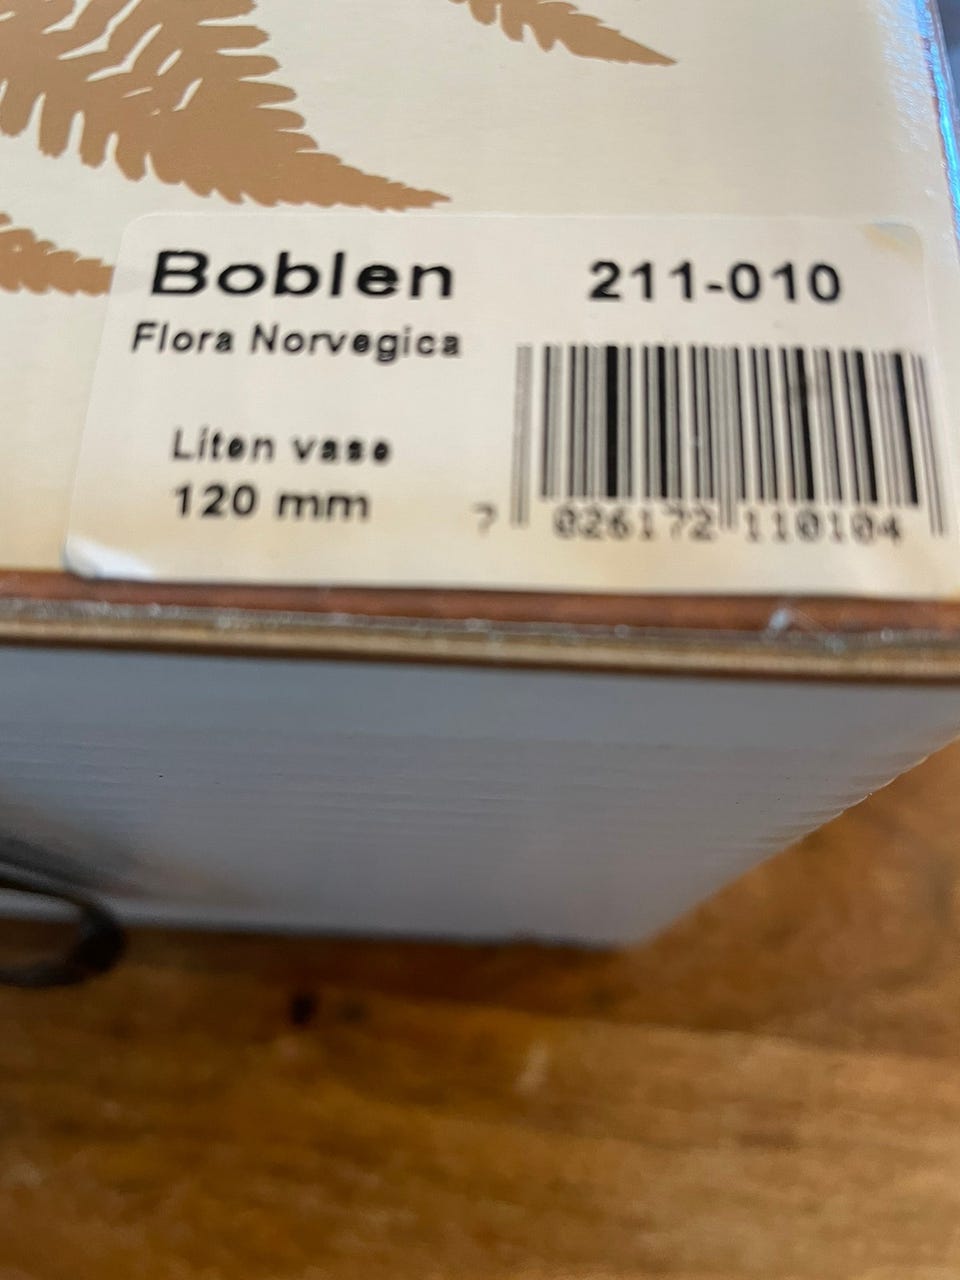 Boblen 211-010
Flora Norvegica
Liten vase
120 mm
7 026172 110104